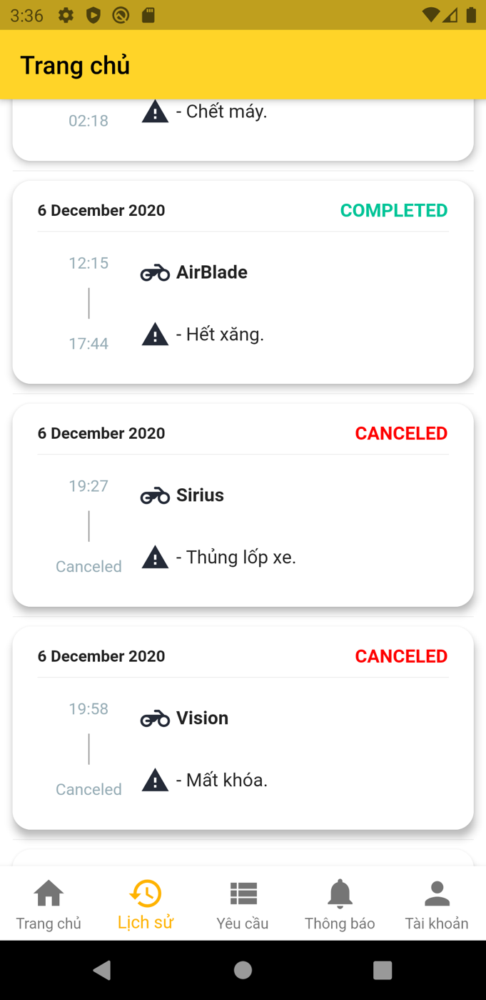 3:36
Trang chủ
02:18
- Chết máy.
6 December 2020
COMPLETED
12:15
AirBlade
17:44
- Hết xăng.
6 December 2020
CANCELED
19:27
Sirius
Canceled
- Thủng lốp xe.
6 December 2020
CANCELED
19:58
Vision
Canceled
- Mất khóa.
Trang chủ
Lịch sử
Yêu cầu
Thông báo
Tài khoản